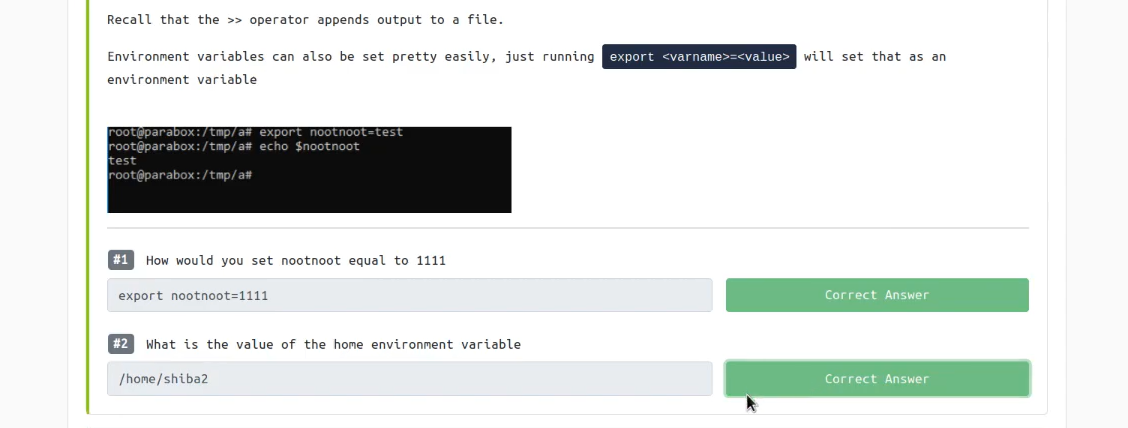 Recall that the >> operator appends output to a file.
Environment variables can also be set pretty easily, just running export <varname>=<value> will set that as an
environment variable
root@parabox:/tmp/a# export nootnoot=test
root@parabox:/tmp/a# echo $nootnoot
test
root@parabox:/tmp/a#
#1 How would you set nootnoot equal to 1111
export nootnoot=1111 Correct Answer
#2 What is the value of the home environment variable
/home/shiba2 Correct Answer